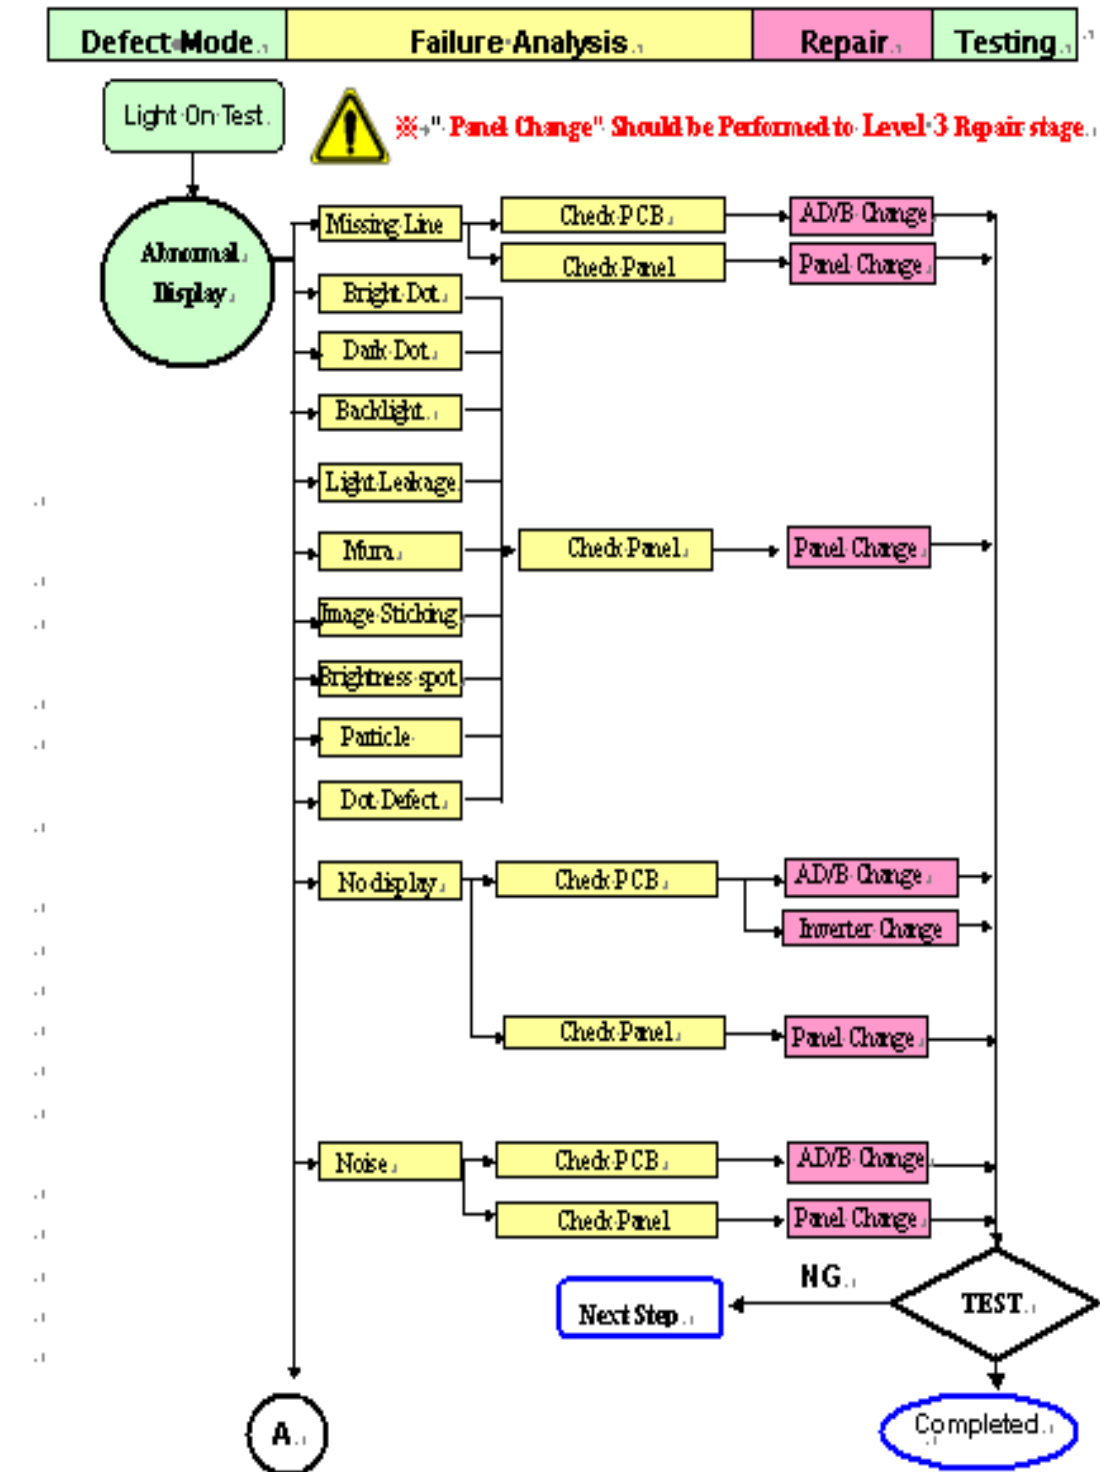 Defect Mode Failure Analysis Repair Testing
Light On Test
※ " Panel Change" Should be Performed to Level 3 Repair stage.
Abnormal
Display
Missing Line Check PCB AD/B Change
Check Panel Panel Change
Bright Dot
Dark Dot
Backlight
Light Leakage
Mura Check Panel Panel Change
Image Sticking
Brightness spot
Particle
Dot Defect
No display Check PCB AD/B Change
Inverter Change
Check Panel Panel Change
Noise Check PCB AD/B Change
Check Panel Panel Change
NG
Next Step TEST
A Completed